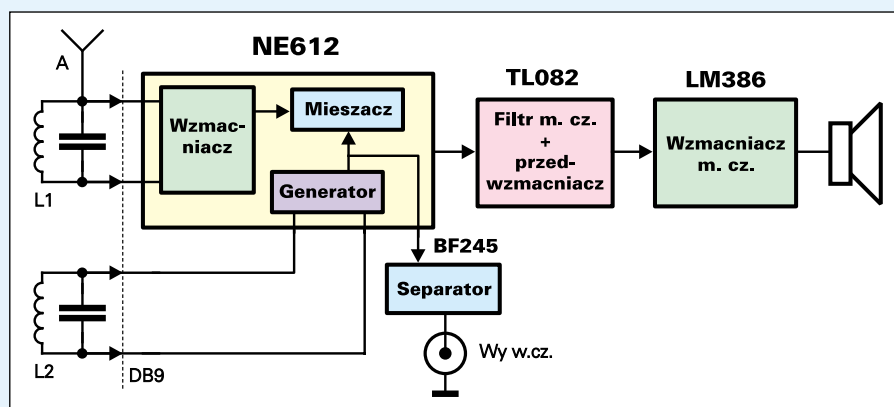 NE612
A
Wzmac-
niacz
Mieszacz
Generator
L1
TL082
Filtr m. cz.
+
przed-
wzmacniacz
LM386
Wzmacniacz
m. cz.
BF245
Separator
Wy w.cz.
L2
DB9